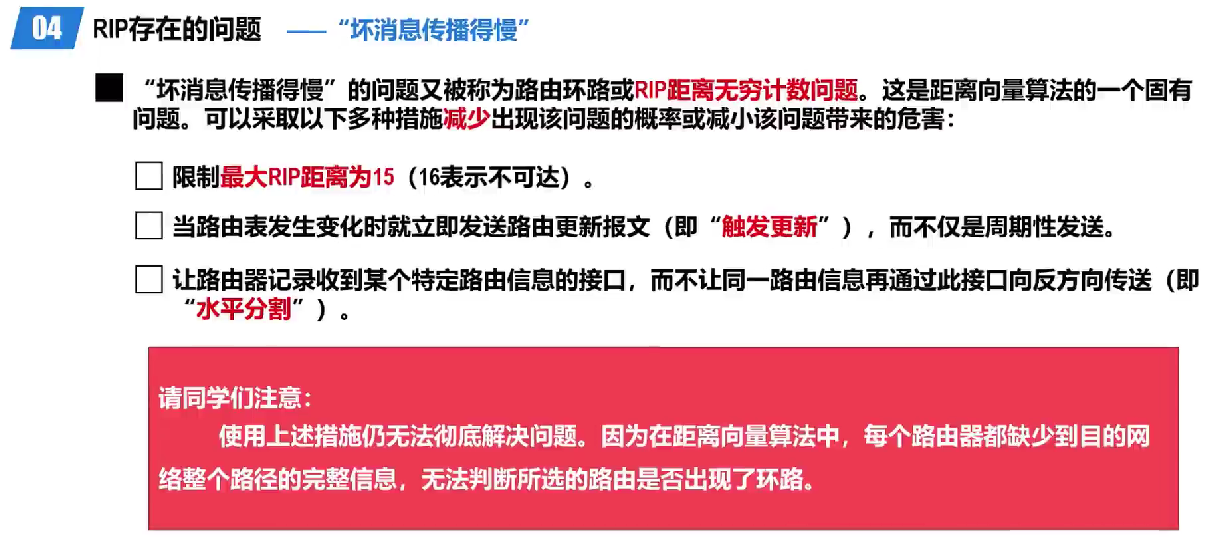 04 RIP存在的问题 ——“坏消息传播得慢”
“坏消息传播得慢”的问题又被称为路由环路或RIP距离无穷计数问题。这是距离向量算法的一个固有
问题。可以采取以下多种措施减少出现该问题的概率或减小该问题带来的危害：
限制最大RIP距离为15（16表示不可达）。
当路由表发生变化时就立即发送路由更新报文（即“触发更新”），而不仅是周期性发送。
让路由器记录收到某个特定路由信息的接口，而不让同一路由信息再通过此接口向反方向传送（即
“水平分割”）。
请同学们注意：
使用上述措施仍无法彻底解决问题。因为在距离向量算法中，每个路由器都缺少到目的网
络整个路径的完整信息，无法判断所选的路由是否出现了环路。